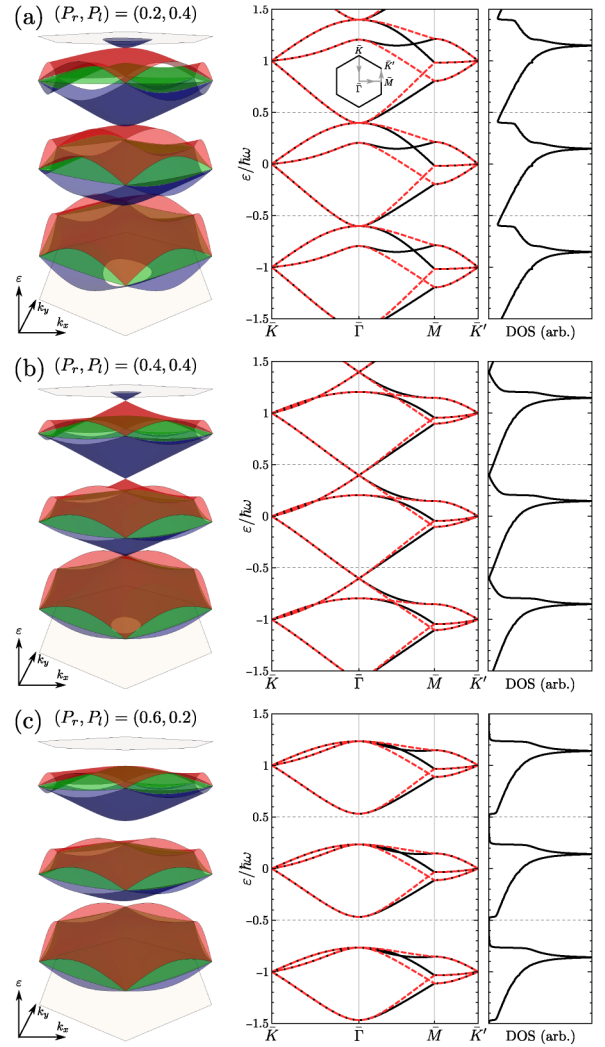 (a) (P_r, P_l) = (0.2, 0.4)
ε
k_y
k_x
ε/ħω
1.5
1
0.5
0
-0.5
-1
-1.5
K̄
K̄′
Γ̄
M̄
K̄ Γ̄ M̄ K̄′
DOS (arb.)
(b) (P_r, P_l) = (0.4, 0.4)
ε
k_y
k_x
ε/ħω
1.5
1
0.5
0
-0.5
-1
-1.5
K̄ Γ̄ M̄ K̄′
DOS (arb.)
(c) (P_r, P_l) = (0.6, 0.2)
ε
k_y
k_x
ε/ħω
1.5
1
0.5
0
-0.5
-1
-1.5
K̄ Γ̄ M̄ K̄′
DOS (arb.)